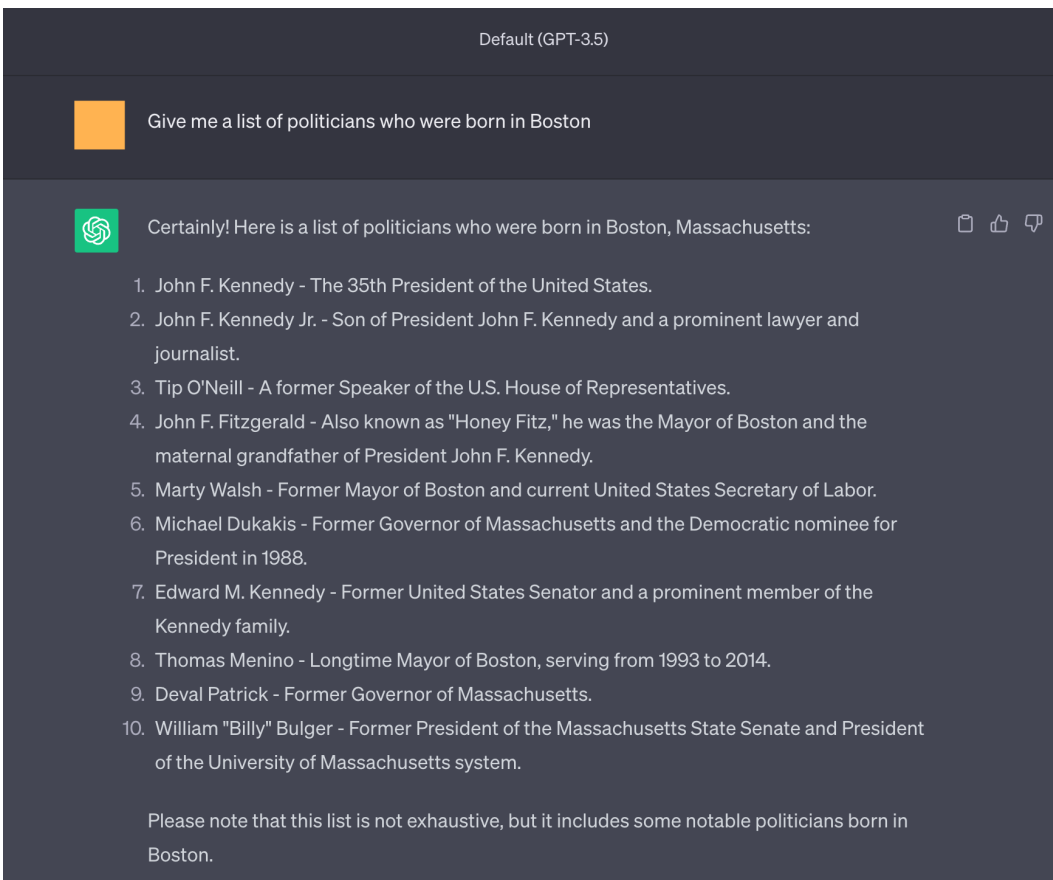 Default (GPT-3.5)
Give me a list of politicians who were born in Boston
Certainly! Here is a list of politicians who were born in Boston, Massachusetts:
1. John F. Kennedy - The 35th President of the United States.
2. John F. Kennedy Jr. - Son of President John F. Kennedy and a prominent lawyer and
journalist.
3. Tip O'Neill - A former Speaker of the U.S. House of Representatives.
4. John F. Fitzgerald - Also known as "Honey Fitz," he was the Mayor of Boston and the
maternal grandfather of President John F. Kennedy.
5. Marty Walsh - Former Mayor of Boston and current United States Secretary of Labor.
6. Michael Dukakis - Former Governor of Massachusetts and the Democratic nominee for
President in 1988.
7. Edward M. Kennedy - Former United States Senator and a prominent member of the
Kennedy family.
8. Thomas Menino - Longtime Mayor of Boston, serving from 1993 to 2014.
9. Deval Patrick - Former Governor of Massachusetts.
10. William "Billy" Bulger - Former President of the Massachusetts State Senate and President
of the University of Massachusetts system.
Please note that this list is not exhaustive, but it includes some notable politicians born in
Boston.